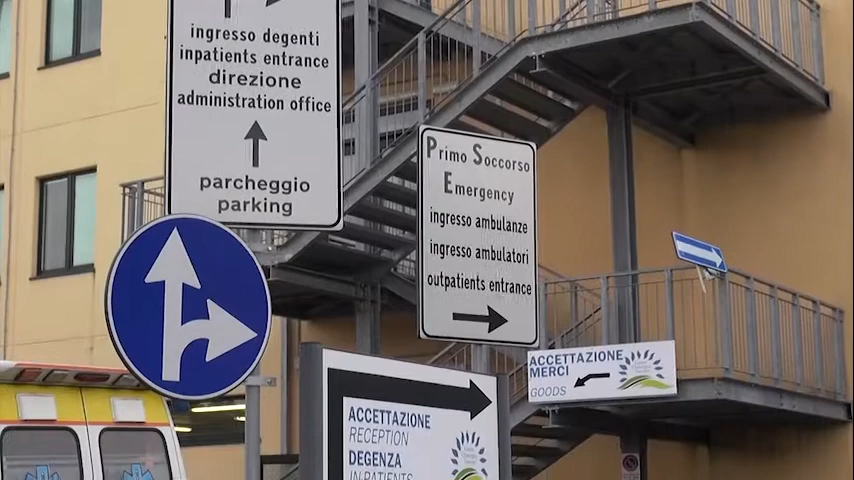 ingresso degenti
inpatients entrance
direzione
administration office
parcheggio
parking
Primo Soccorso
Emergency
ingresso ambulanze
ingresso ambulatori
outpatients entrance
ACCETTAZIONE
MERCI
GOODS
ACCETTAZIONE
RECEPTION
DEGENZA
INPATIENTS